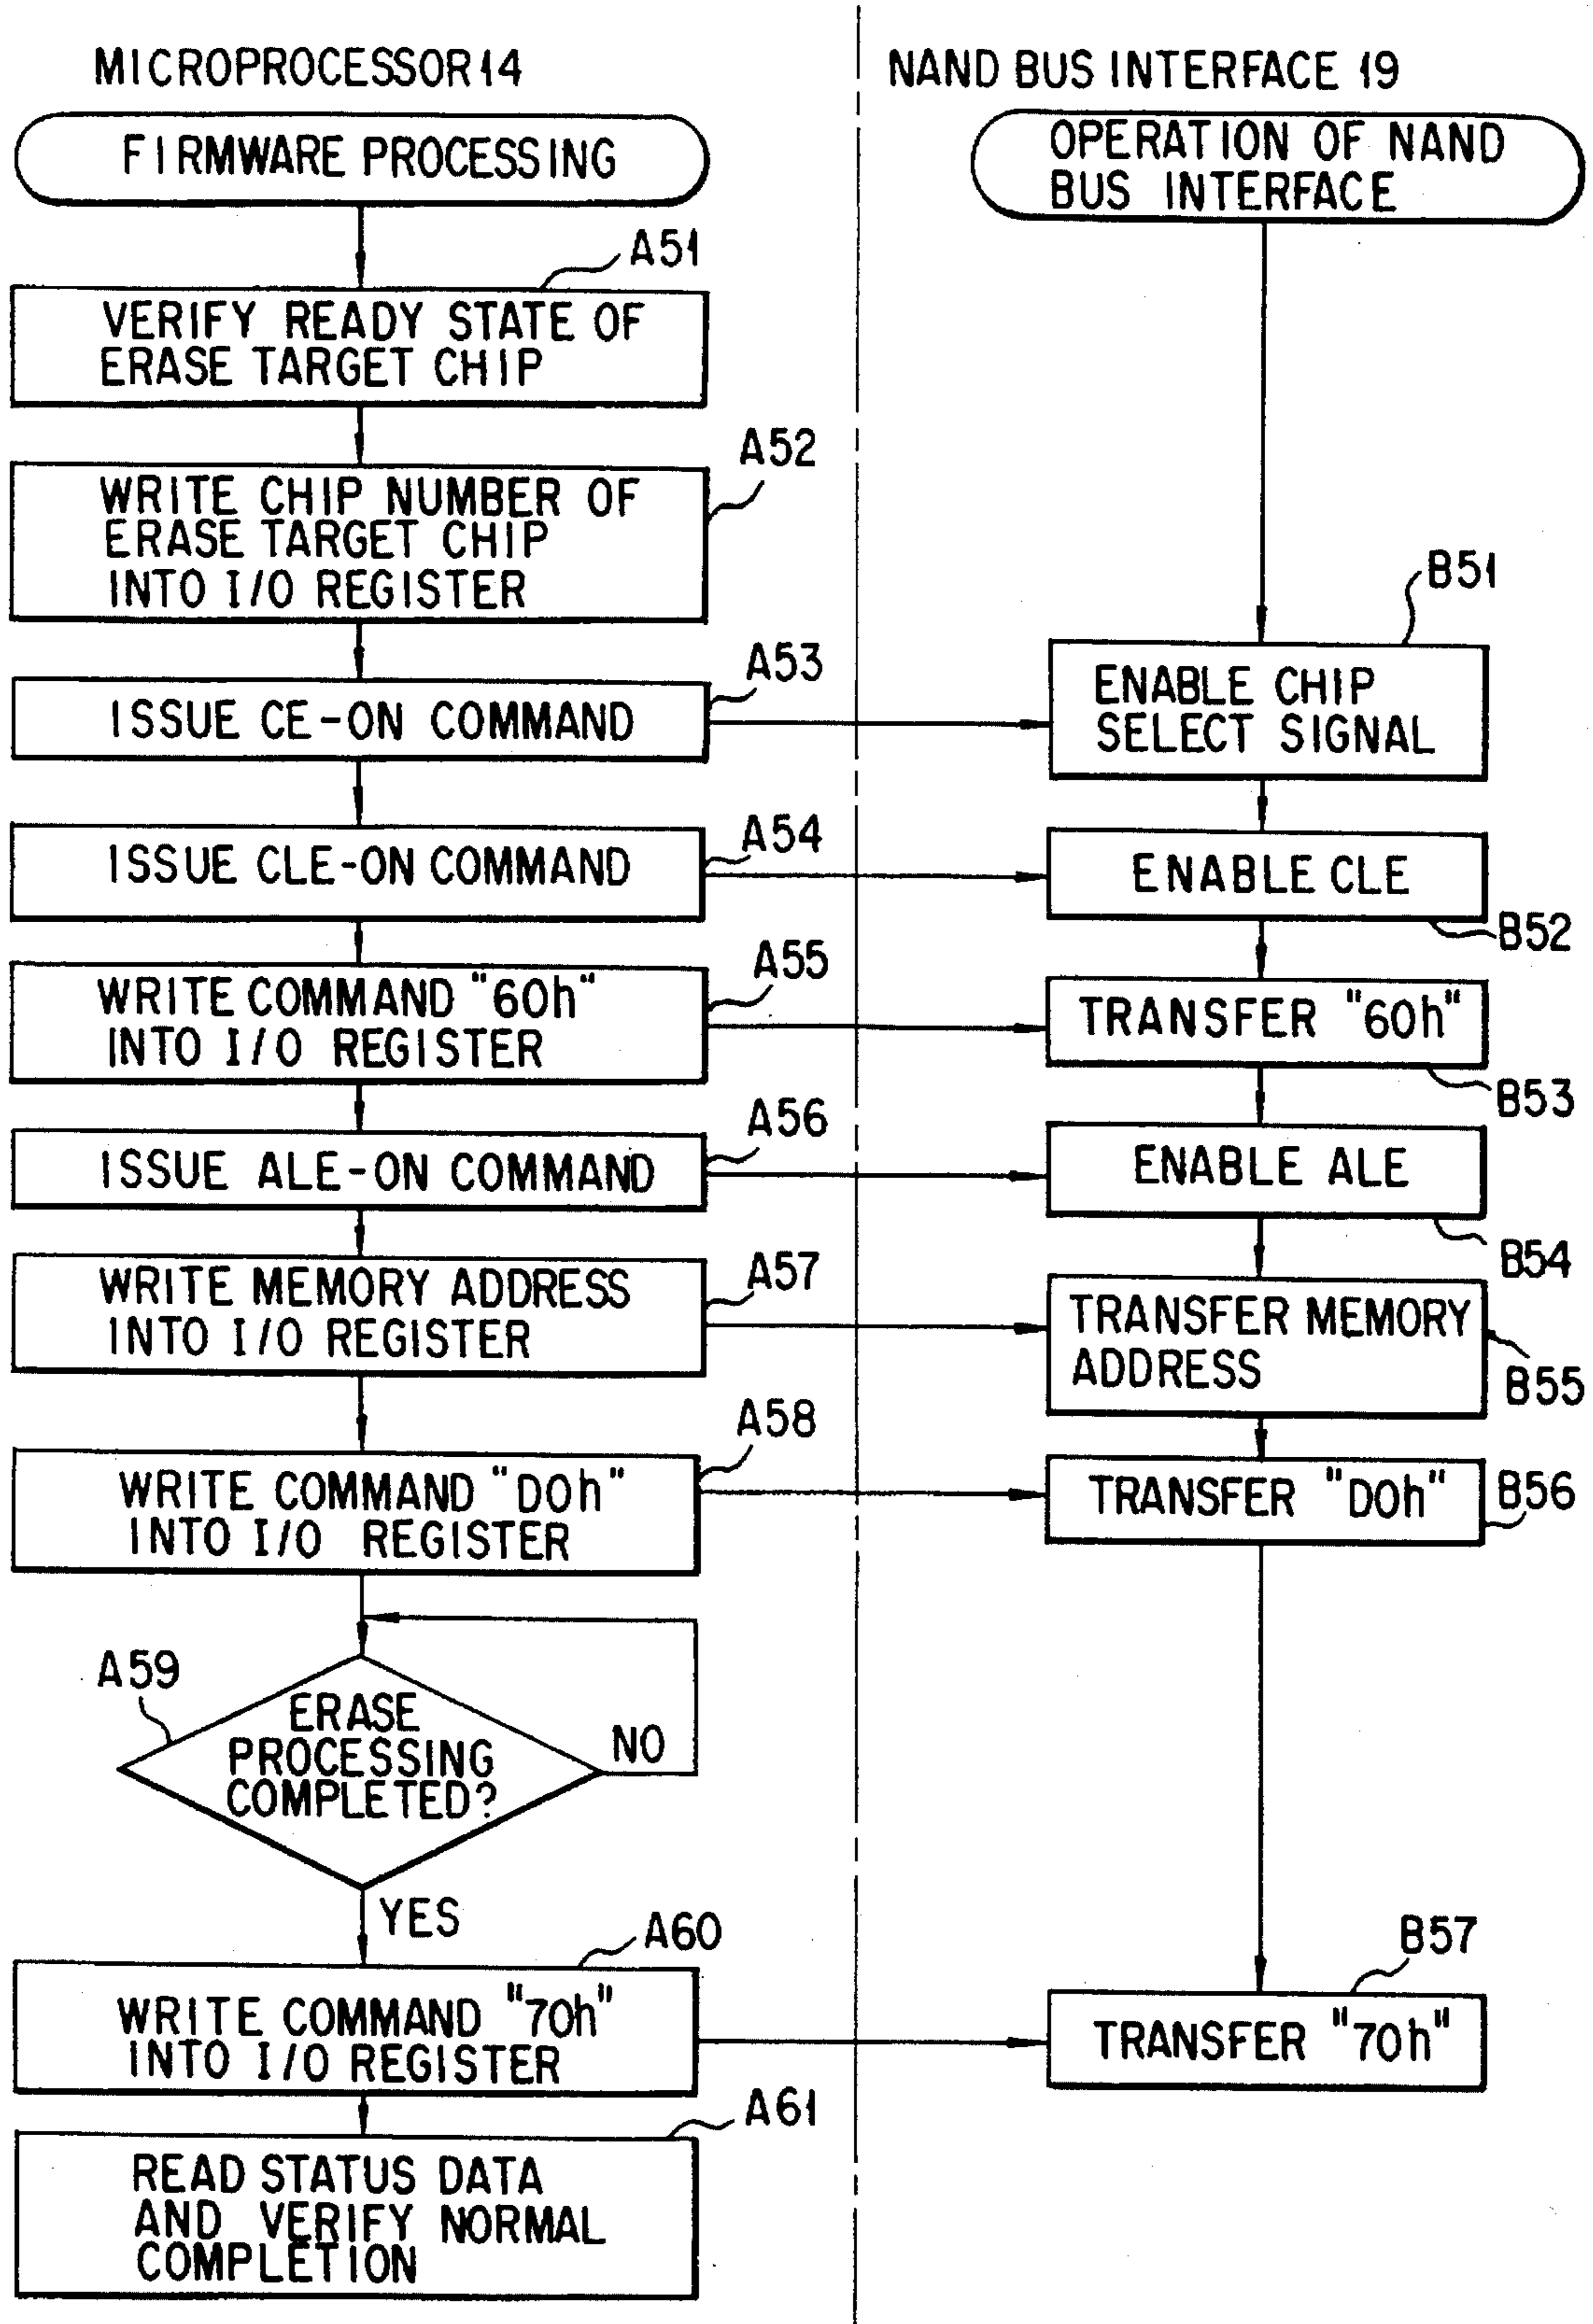 MICROPROCESSOR 14
FIRMWARE PROCESSING
A51
VERIFY READY STATE OF
ERASE TARGET CHIP
A52
WRITE CHIP NUMBER OF
ERASE TARGET CHIP
INTO I/O REGISTER
A53
ISSUE CE-ON COMMAND
A54
ISSUE CLE-ON COMMAND
A55
WRITE COMMAND "60h"
INTO I/O REGISTER
A56
ISSUE ALE-ON COMMAND
A57
WRITE MEMORY ADDRESS
INTO I/O REGISTER
A58
WRITE COMMAND "D0h"
INTO I/O REGISTER
A59
ERASE
PROCESSING
COMPLETED?
NO
YES
A60
WRITE COMMAND "70h"
INTO I/O REGISTER
A61
READ STATUS DATA
AND VERIFY NORMAL
COMPLETION
NAND BUS INTERFACE 19
OPERATION OF NAND
BUS INTERFACE
B51
ENABLE CHIP
SELECT SIGNAL
ENABLE CLE
B52
TRANSFER "60h"
B53
ENABLE ALE
B54
TRANSFER MEMORY
ADDRESS
B55
TRANSFER "D0h"
B56
B57
TRANSFER "70h"